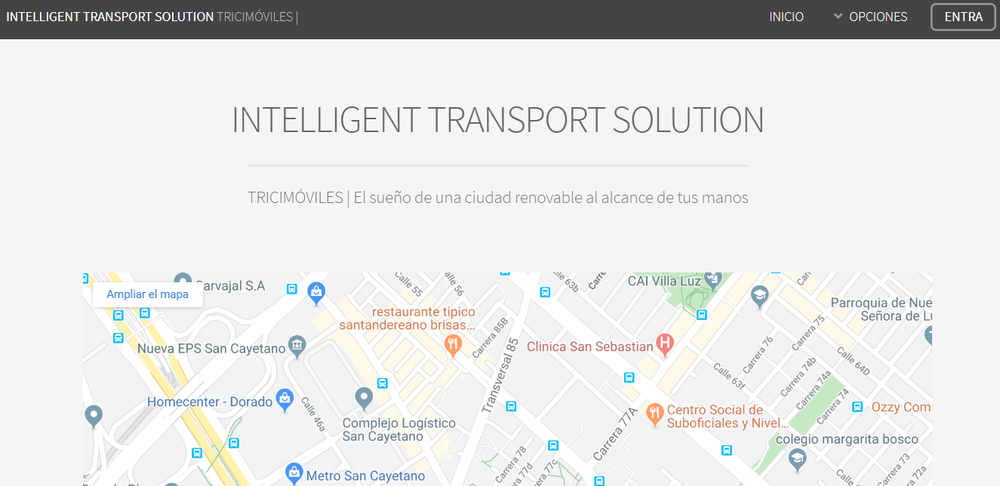 INTELLIGENT TRANSPORT SOLUTION TRICIMÓVILES |
INICIO
OPCIONES
ENTRA
INTELLIGENT TRANSPORT SOLUTION
TRICIMÓVILES | El sueño de una ciudad renovable al alcance de tus manos
Ampliar el mapa
Carvajal S.A
Calle 55
Calle 56
Carrera 63b
CAI Villa Luz
restaurante tipico
santandereano brisas...
Parroquia de Nue
Señora de Lu
Carrera 85B
Carrera 75
Nueva EPS San Cayetano
Clinica San Sebastian
Transversal 85
Carrera 76
Calle 64D
Calle 63f
Carrera 74b
Carrera 74a
Carrera 74
Homecenter - Dorado
Calle 46a
Complejo Logístico
San Cayetano
Centro Social de
Suboficiales y Nivel...
Ozzy Com
Carrera 77A
colegio margarita bosco
Carrera 78
Carrera 77d
Carrera 77c
Carrera 73
Carrera 72a
Metro San Cayetano